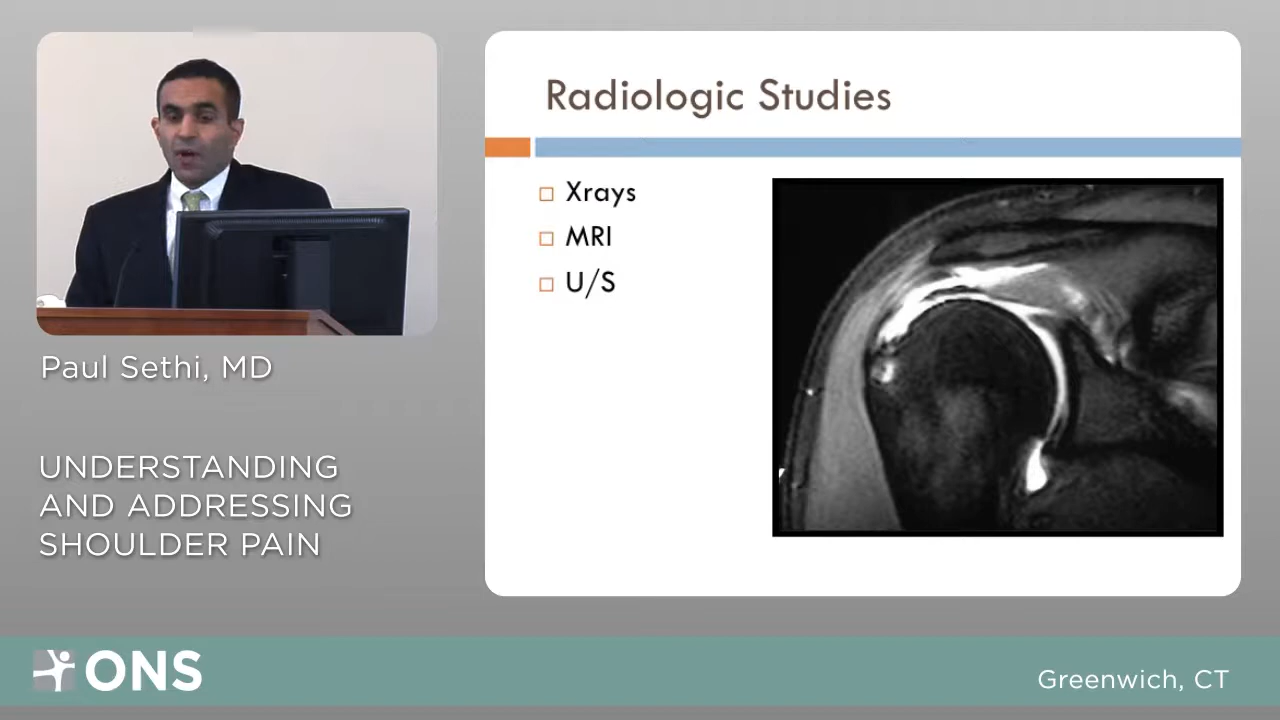 Radiologic Studies
Xrays
MRI
U/S
Paul Sethi, MD
UNDERSTANDING
AND ADDRESSING
SHOULDER PAIN
ONS
Greenwich, CT